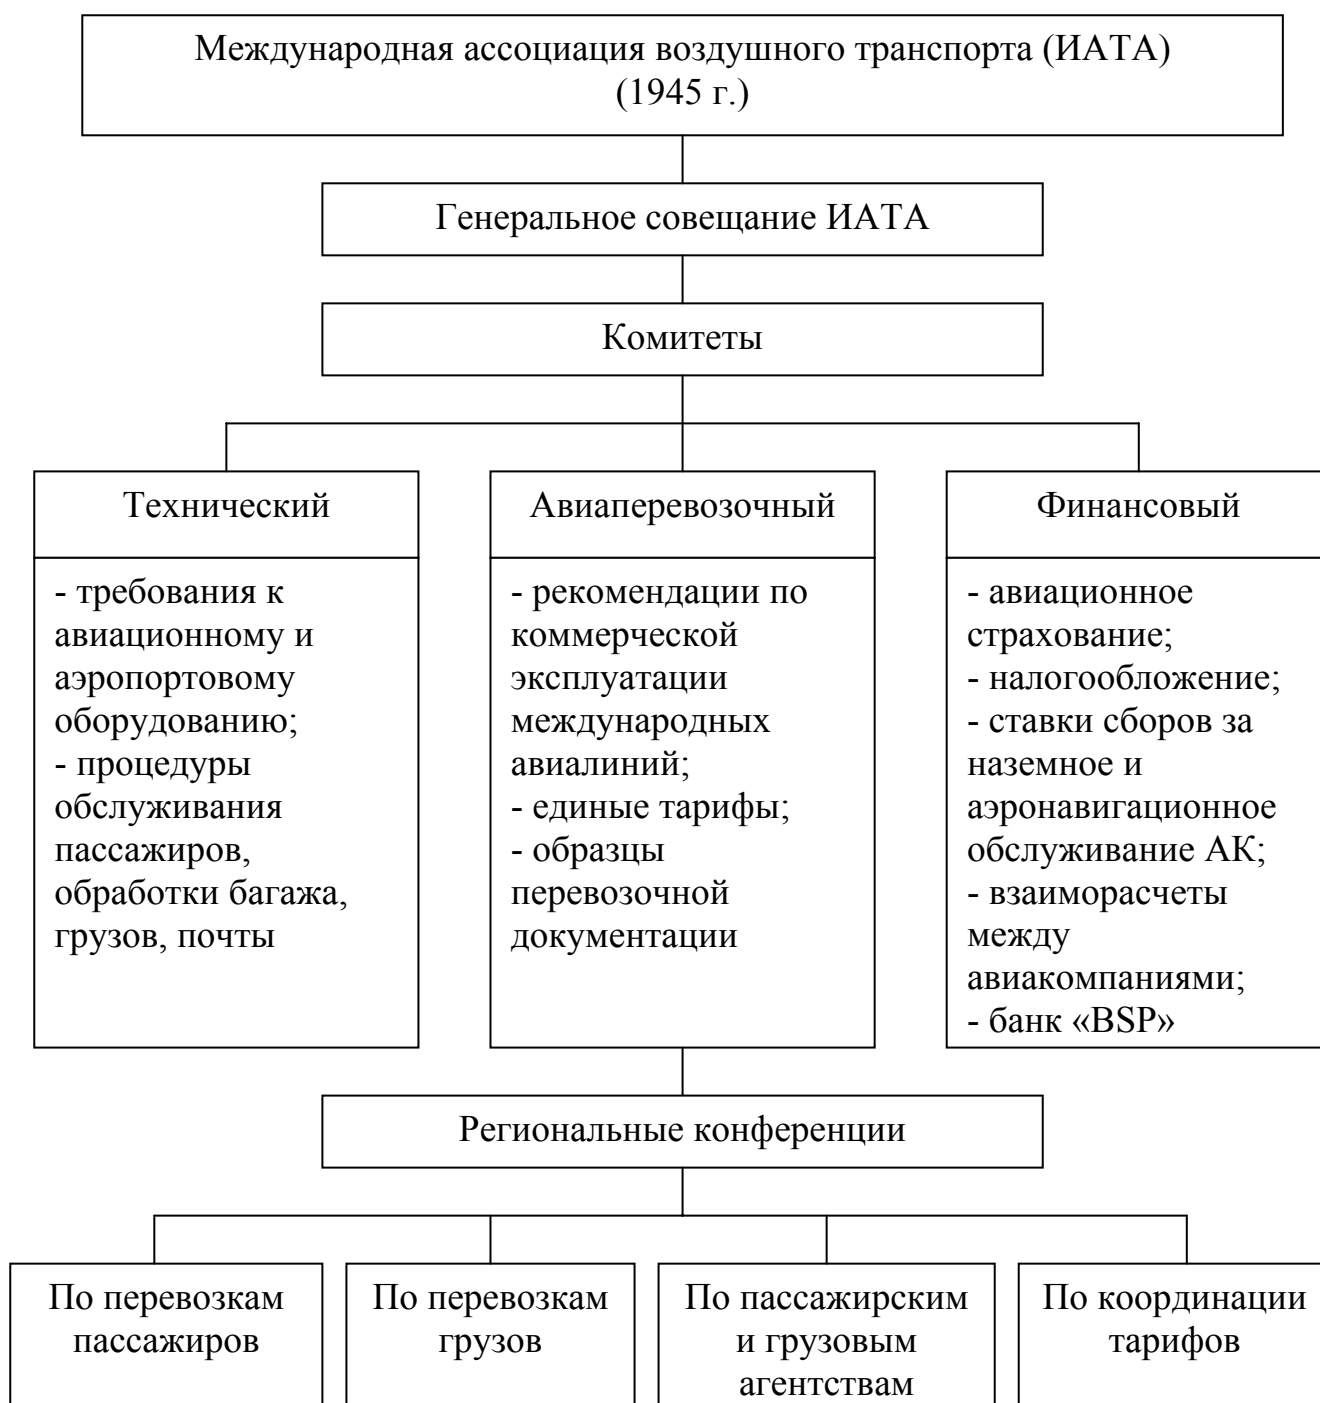 Международная ассоциация воздушного транспорта (ИАТА)
(1945 г.)
Генеральное совещание ИАТА
Комитеты
Технический
- требования к
авиационному и
аэропортовому
оборудованию;
- процедуры
обслуживания
пассажиров,
обработки багажа,
грузов, почты
Авиаперевозочный
- рекомендации по
коммерческой
эксплуатации
международных
авиалиний;
- единые тарифы;
- образцы
перевозочной
документации
Финансовый
- авиационное
страхование;
- налогообложение;
- ставки сборов за
наземное и
аэронавигационное
обслуживание АК;
- взаиморасчеты
между
авиакомпаниями;
- банк «BSP»
Региональные конференции
По перевозкам
пассажиров
По перевозкам
грузов
По пассажирским
и грузовым
агентствам
По координации
тарифов